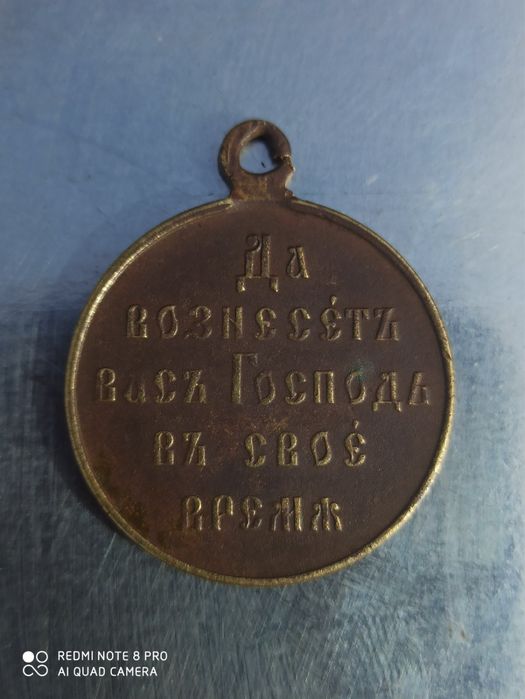 Да
вознесе́тъ
васъ Господь
въ свое́
времѧ
REDMI NOTE 8 PRO
AI QUAD CAMERA